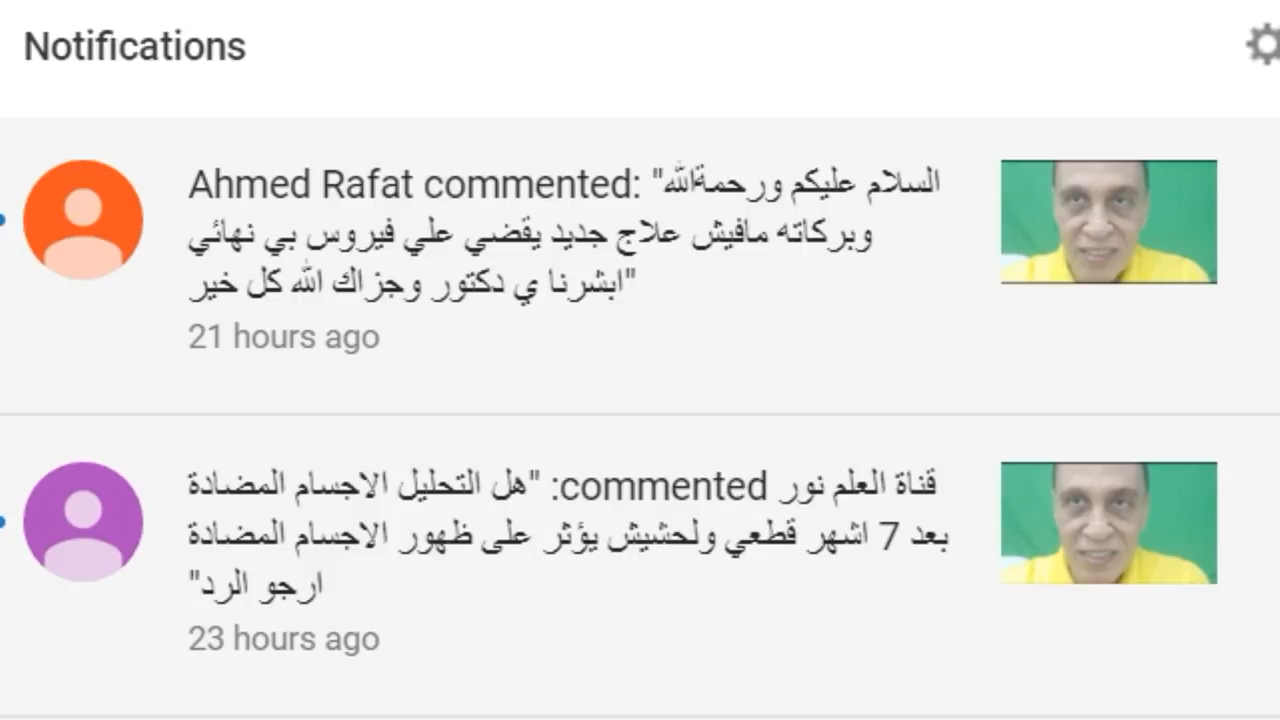 Notifications
Ahmed Rafat commented: "السلام عليكم ورحمةالله
وبركاته مافيش علاج جديد يقضي علي فيروس بي نهائي
ابشرنا ي دكتور وجزاك الله كل خير"
21 hours ago
قناة العلم نور commented: "هل التحليل الاجسام المضادة
بعد 7 اشهر قطعي ولحشيش يؤثر على ظهور الاجسام المضادة
ارجو الرد"
23 hours ago